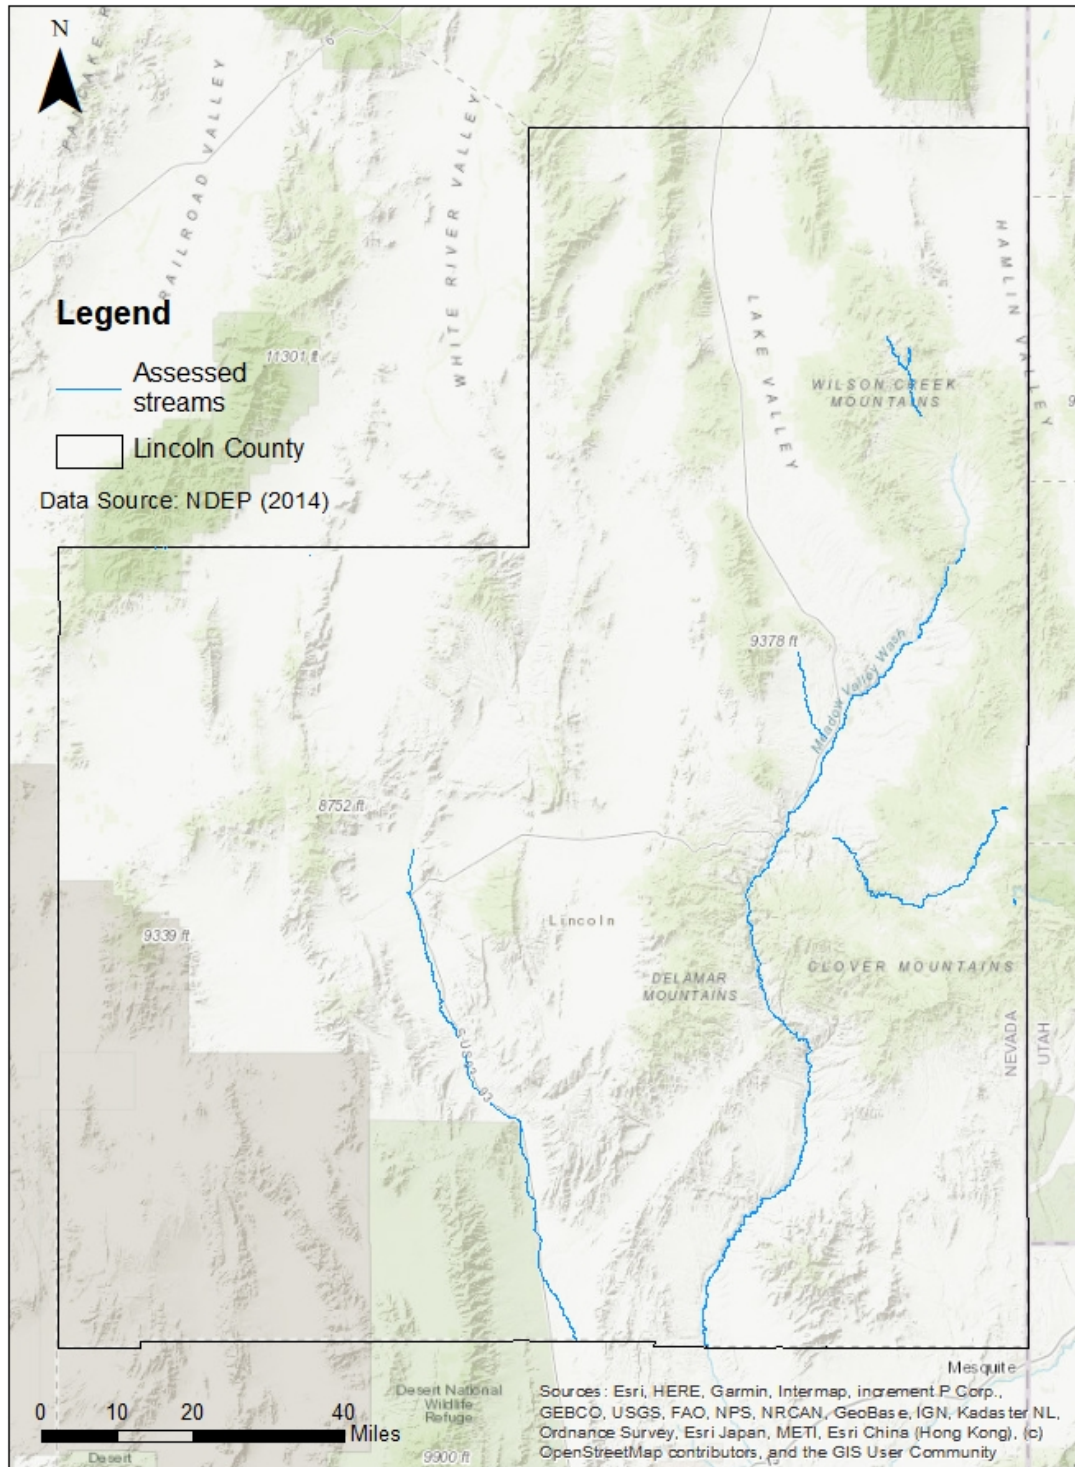 N
6
RAILROAD VALLEY
WHITE RIVER VALLEY
HAMLIN VALLEY
LAKE VALLEY
Legend
11301 ft
Assessed
streams
WILSON CREEK
MOUNTAINS
9
Lincoln County
Data Source: NDEP (2014)
9378 ft
Meadow Valley Wash
8752 ft
Lincoln
9339 ft
CLOVER MOUNTAINS
DELAMAR
MOUNTAINS
NEVADA
UTAH
Mesquite
Desert National
Wildlife
Refuge
0 10 20 40
Miles
Desert
9900 ft
Sources: Esri, HERE, Garmin, Intermap, increment P Corp.,
GEBCO, USGS, FAO, NPS, NRCAN, GeoBase, IGN, Kadaster NL,
Ordnance Survey, Esri Japan, METI, Esri China (Hong Kong), (c)
OpenStreetMap contributors, and the GIS User Community